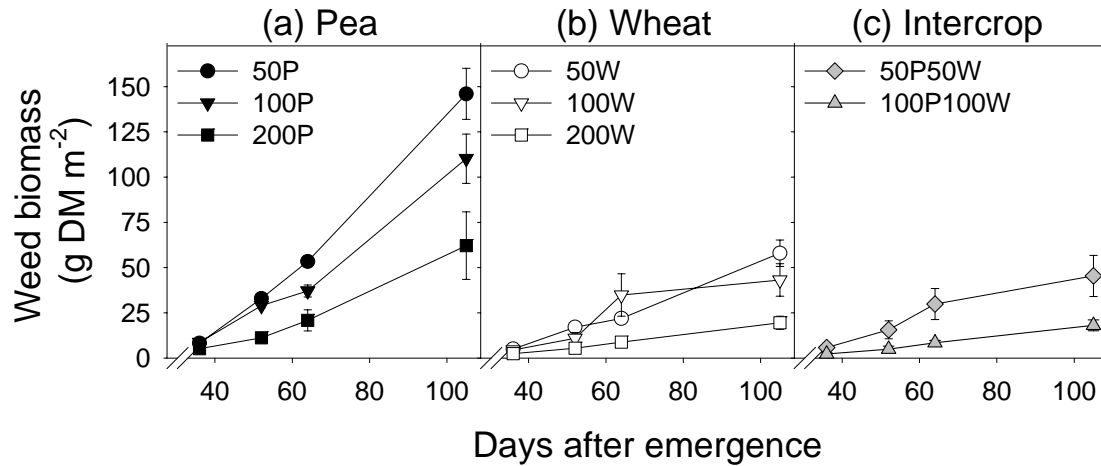 (a) Pea
(b) Wheat
(c) Intercrop
Weed biomass
(g DM m⁻²)
150
125
100
75
50
25
0
50P
100P
200P
50W
100W
200W
50P50W
100P100W
40 60 80 100
40 60 80 100
40 60 80 100
Days after emergence